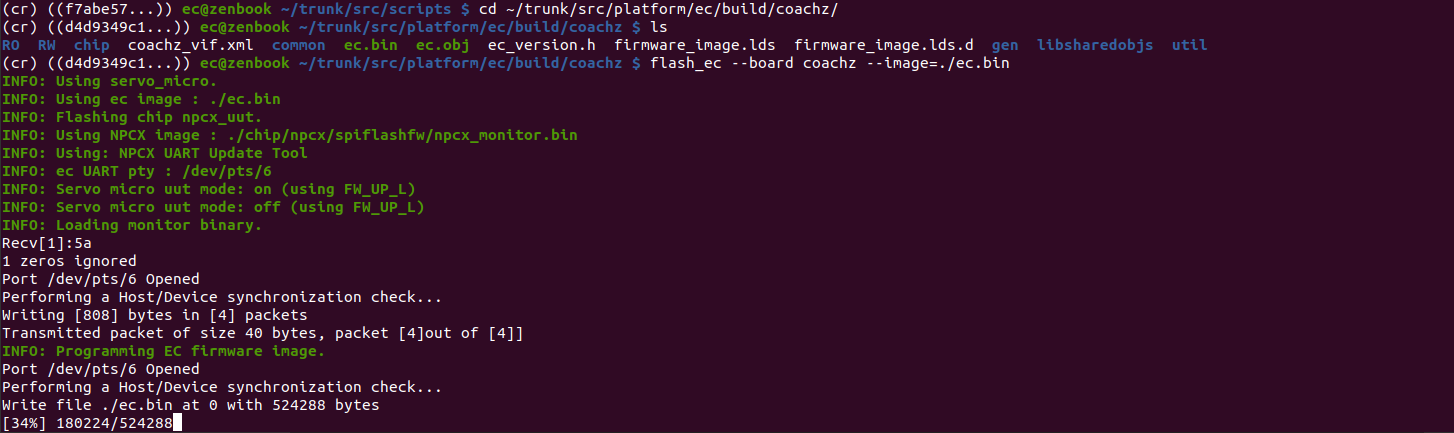 (cr) ((f7abe57...)) ec@zenbook ~/trunk/src/scripts $ cd ~/trunk/src/platform/ec/build/coachz/
(cr) ((d4d9349c1...)) ec@zenbook ~/trunk/src/platform/ec/build/coachz $ ls
RO  RW  chip  coachz_vif.xml  common  ec.bin  ec.obj  ec_version.h  firmware_image.lds  firmware_image.lds.d  gen  libsharedobjs  util
(cr) ((d4d9349c1...)) ec@zenbook ~/trunk/src/platform/ec/build/coachz $ flash_ec --board coachz --image=./ec.bin
INFO: Using servo_micro.
INFO: Using ec image : ./ec.bin
INFO: Flashing chip npcx_uut.
INFO: Using NPCX image : ./chip/npcx/spiflashfw/npcx_monitor.bin
INFO: Using: NPCX UART Update Tool
INFO: ec UART pty : /dev/pts/6
INFO: Servo micro uut mode: on (using FW_UP_L)
INFO: Servo micro uut mode: off (using FW_UP_L)
INFO: Loading monitor binary.
Recv[1]:5a
1 zeros ignored
Port /dev/pts/6 Opened
Performing a Host/Device synchronization check...
Writing [808] bytes in [4] packets
Transmitted packet of size 40 bytes, packet [4]out of [4]]
INFO: Programming EC firmware image.
Port /dev/pts/6 Opened
Performing a Host/Device synchronization check...
Write file ./ec.bin at 0 with 524288 bytes
[34%] 180224/524288